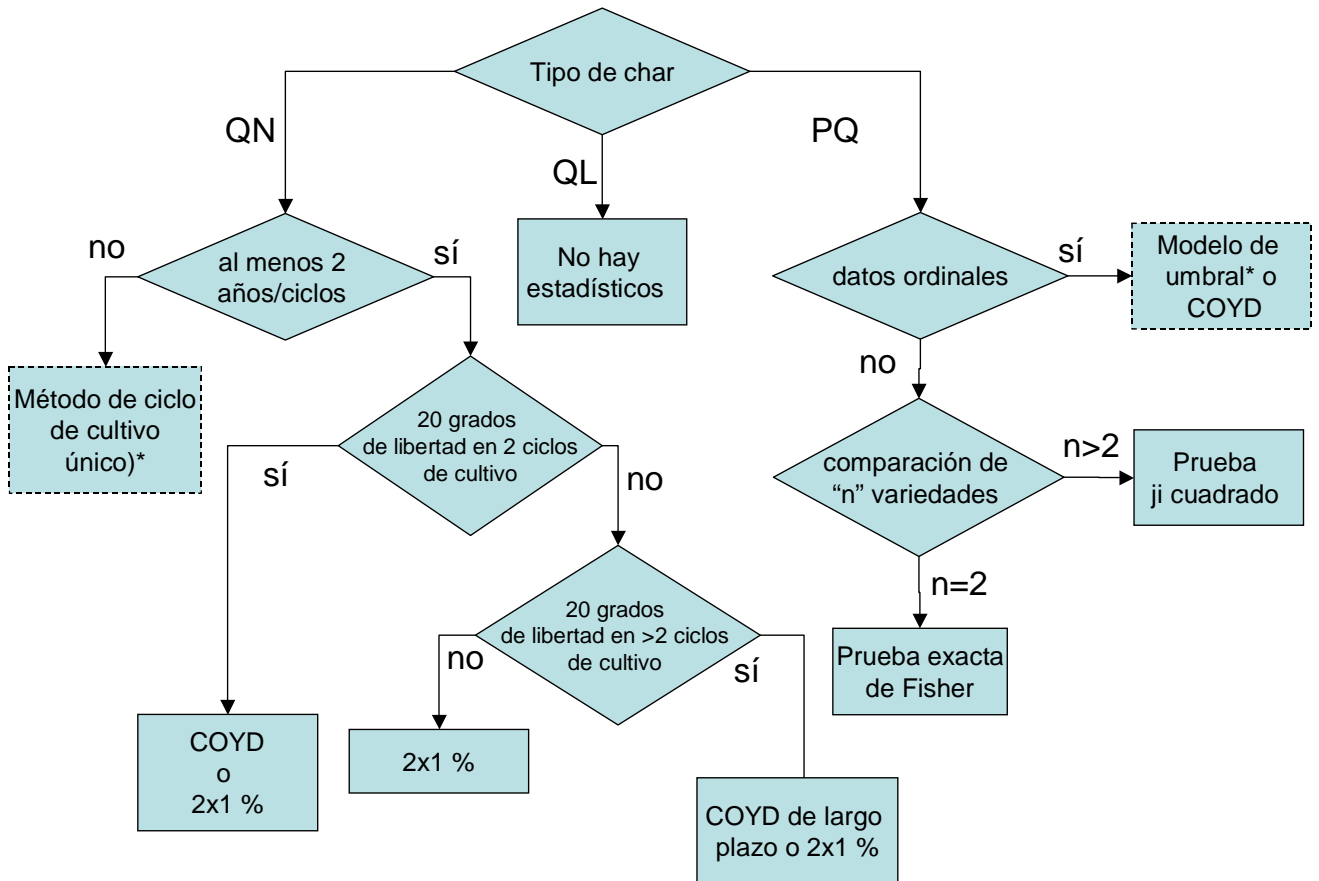 Tipo de char
QN
QL
PQ
no
al menos 2
años/ciclos
sí
No hay
estadísticos
datos ordinales
sí
Modelo de
umbral* o
COYD
Método de ciclo
de cultivo
único)*
20 grados
de libertad en 2 ciclos
de cultivo
sí
no
no
comparación de
“n” variedades
n>2
Prueba
ji cuadrado
n=2
20 grados
de libertad en >2 ciclos
de cultivo
no
sí
Prueba exacta
de Fisher
COYD
o
2x1 %
2x1 %
COYD de largo
plazo o 2x1 %